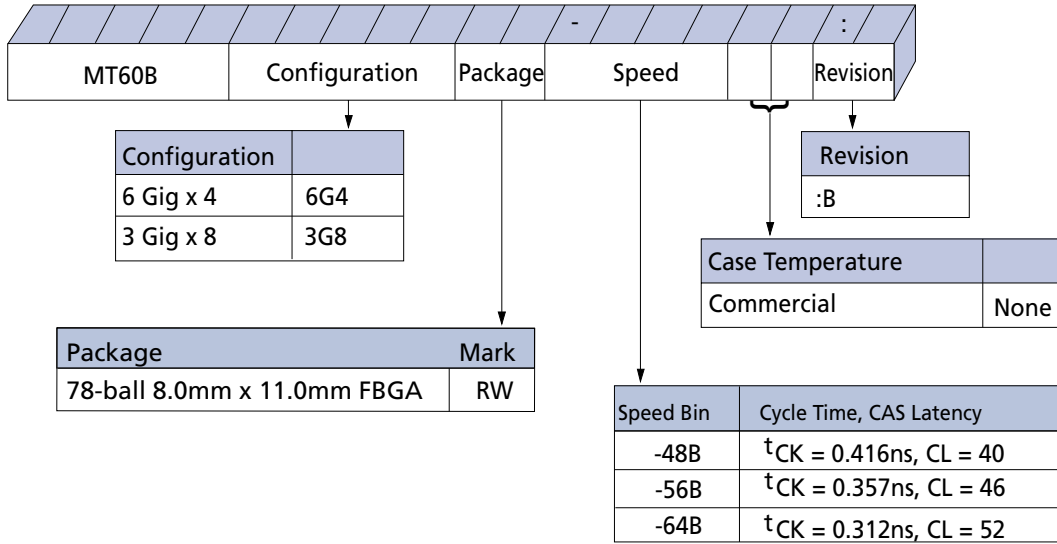 - :
MT60B Configuration Package Speed Revision
Configuration
6 Gig x 4 6G4
3 Gig x 8 3G8
Revision
:B
Case Temperature
Commercial None
Package Mark
78-ball 8.0mm x 11.0mm FBGA RW
Speed Bin Cycle Time, CAS Latency
-48B tCK = 0.416ns, CL = 40
-56B tCK = 0.357ns, CL = 46
-64B tCK = 0.312ns, CL = 52